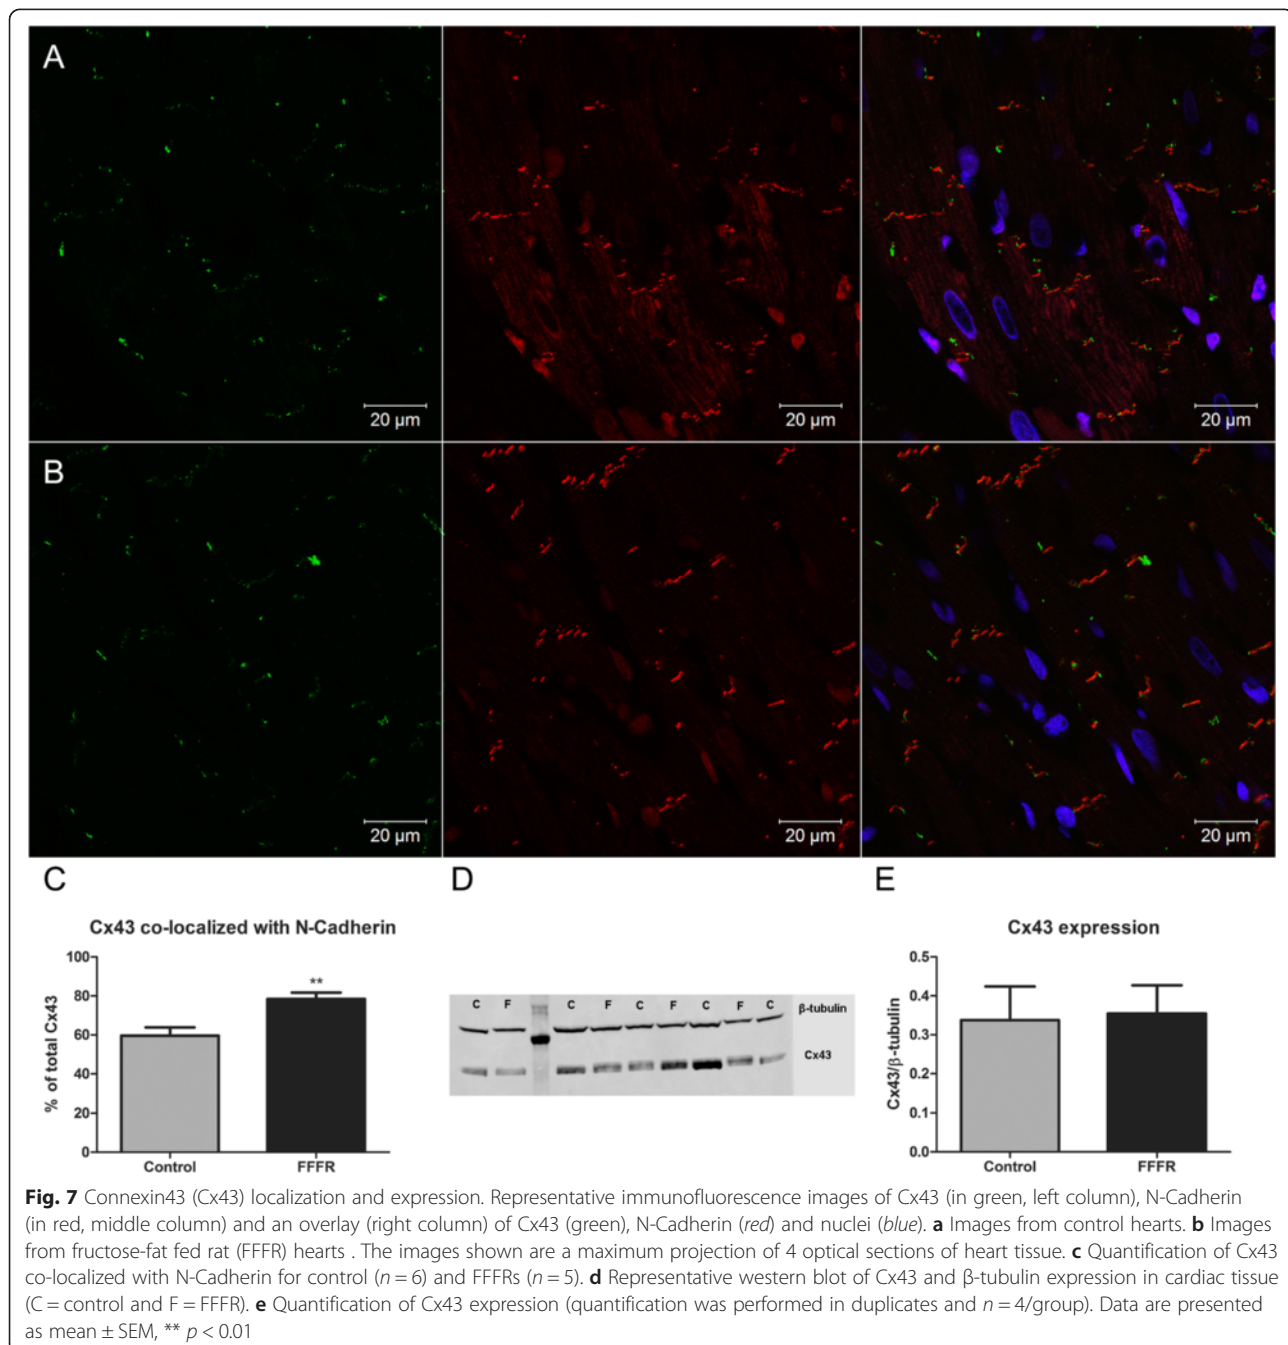 A
20 µm
20 µm
20 µm
B
20 µm
20 µm
20 µm
C
Cx43 co-localized with N-Cadherin
% of total Cx43
100
80
60
40
20
0
**
Control
FFFR
D
C F C F C F C F C
β-tubulin
Cx43
E
Cx43 expression
Cx43/β-tubulin
0.5
0.4
0.3
0.2
0.1
0.0
Control
FFFR
Fig. 7 Connexin43 (Cx43) localization and expression. Representative immunofluorescence images of Cx43 (in green, left column), N-Cadherin
(in red, middle column) and an overlay (right column) of Cx43 (green), N-Cadherin (red) and nuclei (blue). a Images from control hearts. b Images
from fructose-fat fed rat (FFFR) hearts . The images shown are a maximum projection of 4 optical sections of heart tissue. c Quantification of Cx43
co-localized with N-Cadherin for control (n = 6) and FFFRs (n = 5). d Representative western blot of Cx43 and β-tubulin expression in cardiac tissue
(C = control and F = FFFR). e Quantification of Cx43 expression (quantification was performed in duplicates and n = 4/group). Data are presented
as mean ± SEM, ** p < 0.01